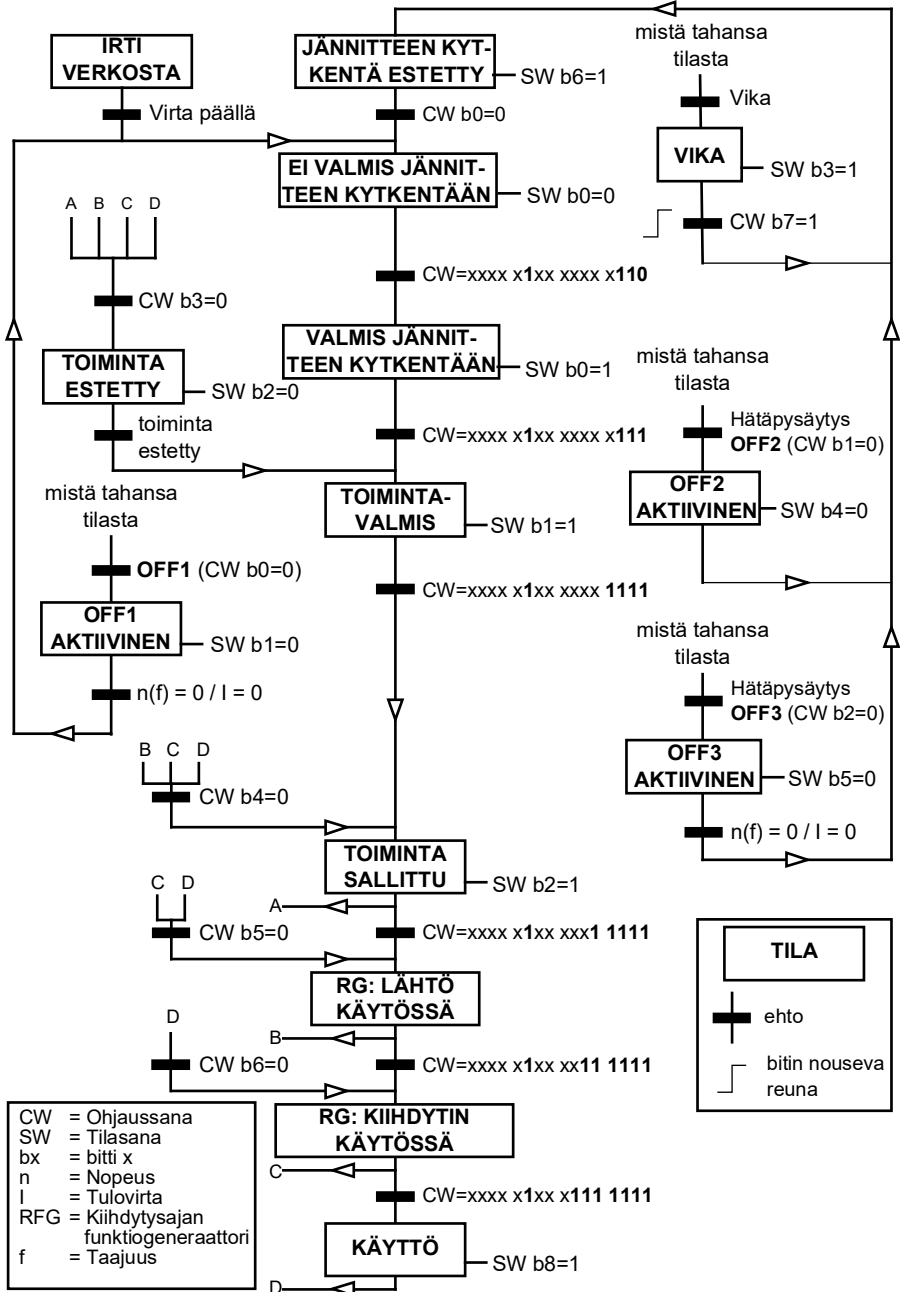 IRTI
VERKOSTA
Virta päällä
JÄNNITTEEN KYT-
KENTÄ ESTETTY
SW b6=1
CW b0=0
EI VALMIS JÄNNIT-
TEEN KYTKENTÄÄN
SW b0=0
CW=xxxx x1xx xxxx x110
VALMIS JÄNNIT-
TEEN KYTKENTÄÄN
SW b0=1
CW=xxxx x1xx xxxx x111
TOIMINTA-
VALMIS
SW b1=1
CW=xxxx x1xx xxxx 1111
mistä tahansa
tilasta
Vika
VIKA
SW b3=1
CW b7=1
A B C D
CW b3=0
TOIMINTA
ESTETTY
SW b2=0
toiminta
estetty
mistä tahansa
tilasta
OFF1 (CW b0=0)
OFF1
AKTIIVINEN
SW b1=0
n(f) = 0 / I = 0
mistä tahansa
tilasta
Hätäpysäytys
OFF2 (CW b1=0)
OFF2
AKTIIVINEN
SW b4=0
mistä tahansa
tilasta
Hätäpysäytys
OFF3 (CW b2=0)
OFF3
AKTIIVINEN
SW b5=0
n(f) = 0 / I = 0
B C D
CW b4=0
TOIMINTA
SALLITTU
SW b2=1
A
C D
CW b5=0
CW=xxxx x1xx xxx1 1111
RG: LÄHTÖ
KÄYTÖSSÄ
B
D
CW b6=0
CW=xxxx x1xx xx11 1111
RG: KIIHDYTIN
KÄYTÖSSÄ
C
CW=xxxx x1xx x111 1111
KÄYTTÖ
SW b8=1
D
TILA
ehto
bitin nouseva
reuna
CW = Ohjaussana
SW = Tilasana
bx = bitti x
n = Nopeus
I = Tulovirta
RFG = Kiihdytysajan
funktiogeneraattori
f = Taajuus